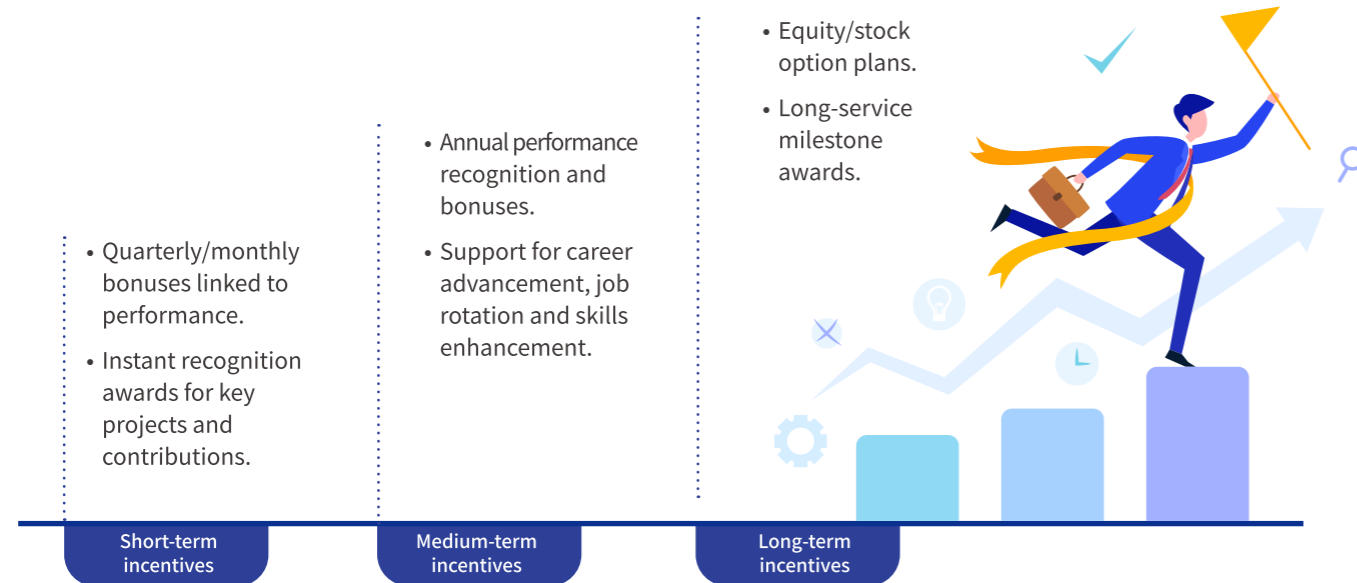 • Quarterly/monthly
bonuses linked to
performance.
• Instant recognition
awards for key
projects and
contributions.
Short-term
incentives
• Annual performance
recognition and
bonuses.
• Support for career
advancement, job
rotation and skills
enhancement.
Medium-term
incentives
• Equity/stock
option plans.
• Long-service
milestone
awards.
Long-term
incentives